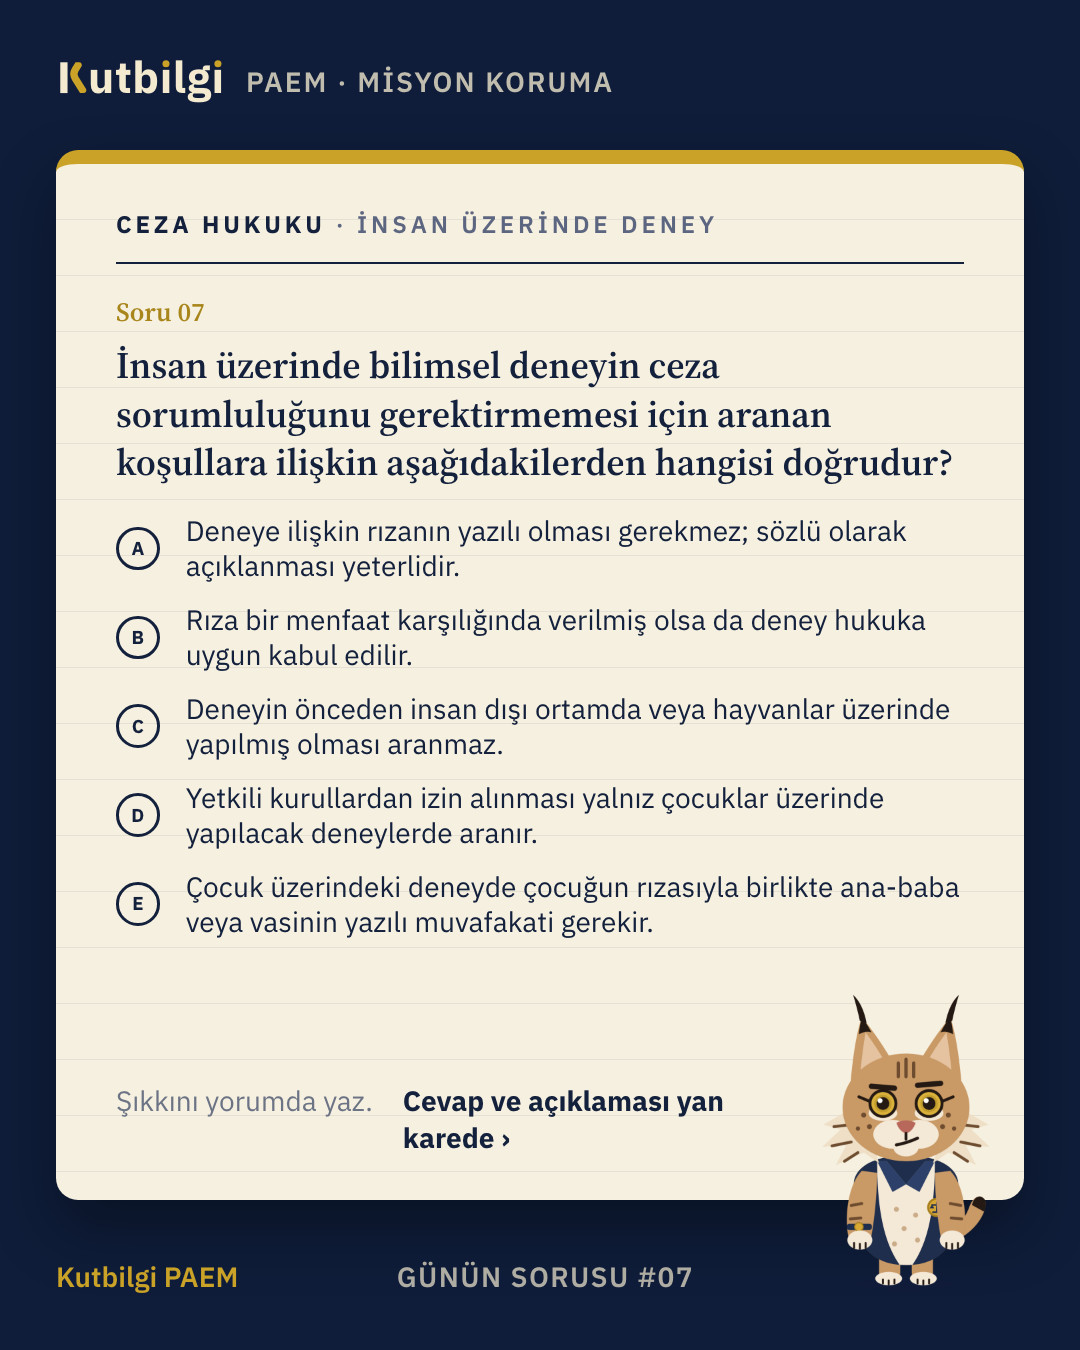 Kutbilgi PAEM · MİSYON KORUMA
CEZA HUKUKU · İNSAN ÜZERİNDE DENEY
Soru 07
İnsan üzerinde bilimsel deneyin ceza
sorumluluğunu gerektirmemesi için aranan
koşullara ilişkin aşağıdakilerden hangisi doğrudur?
A Deneye ilişkin rızanın yazılı olması gerekmez; sözlü olarak
açıklanması yeterlidir.
B Rıza bir menfaat karşılığında verilmiş olsa da deney hukuka
uygun kabul edilir.
C Deneyin önceden insan dışı ortamda veya hayvanlar üzerinde
yapılmış olması aranmaz.
D Yetkili kurullardan izin alınması yalnız çocuklar üzerinde
yapılacak deneylerde aranır.
E Çocuk üzerindeki deneyde çocuğun rızasıyla birlikte ana-baba
veya vasinin yazılı muvafakati gerekir.
Şıkkını yorumda yaz. Cevap ve açıklaması yan
karede ›
Kutbilgi PAEM GÜNÜN SORUSU #07